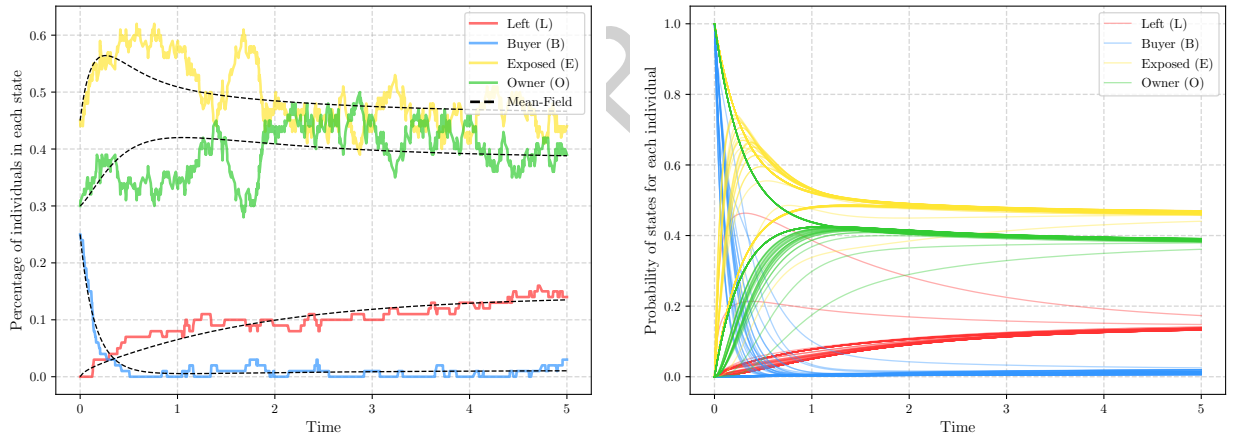 Percentage of individuals in each state
0.6
0.5
0.4
0.3
0.2
0.1
0.0
0
1
2
3
4
5
Time
Left (L)
Buyer (B)
Exposed (E)
Owner (O)
Mean-Field
Probability of states for each individual
1.0
0.8
0.6
0.4
0.2
0.0
0
1
2
3
4
5
Time
Left (L)
Buyer (B)
Exposed (E)
Owner (O)